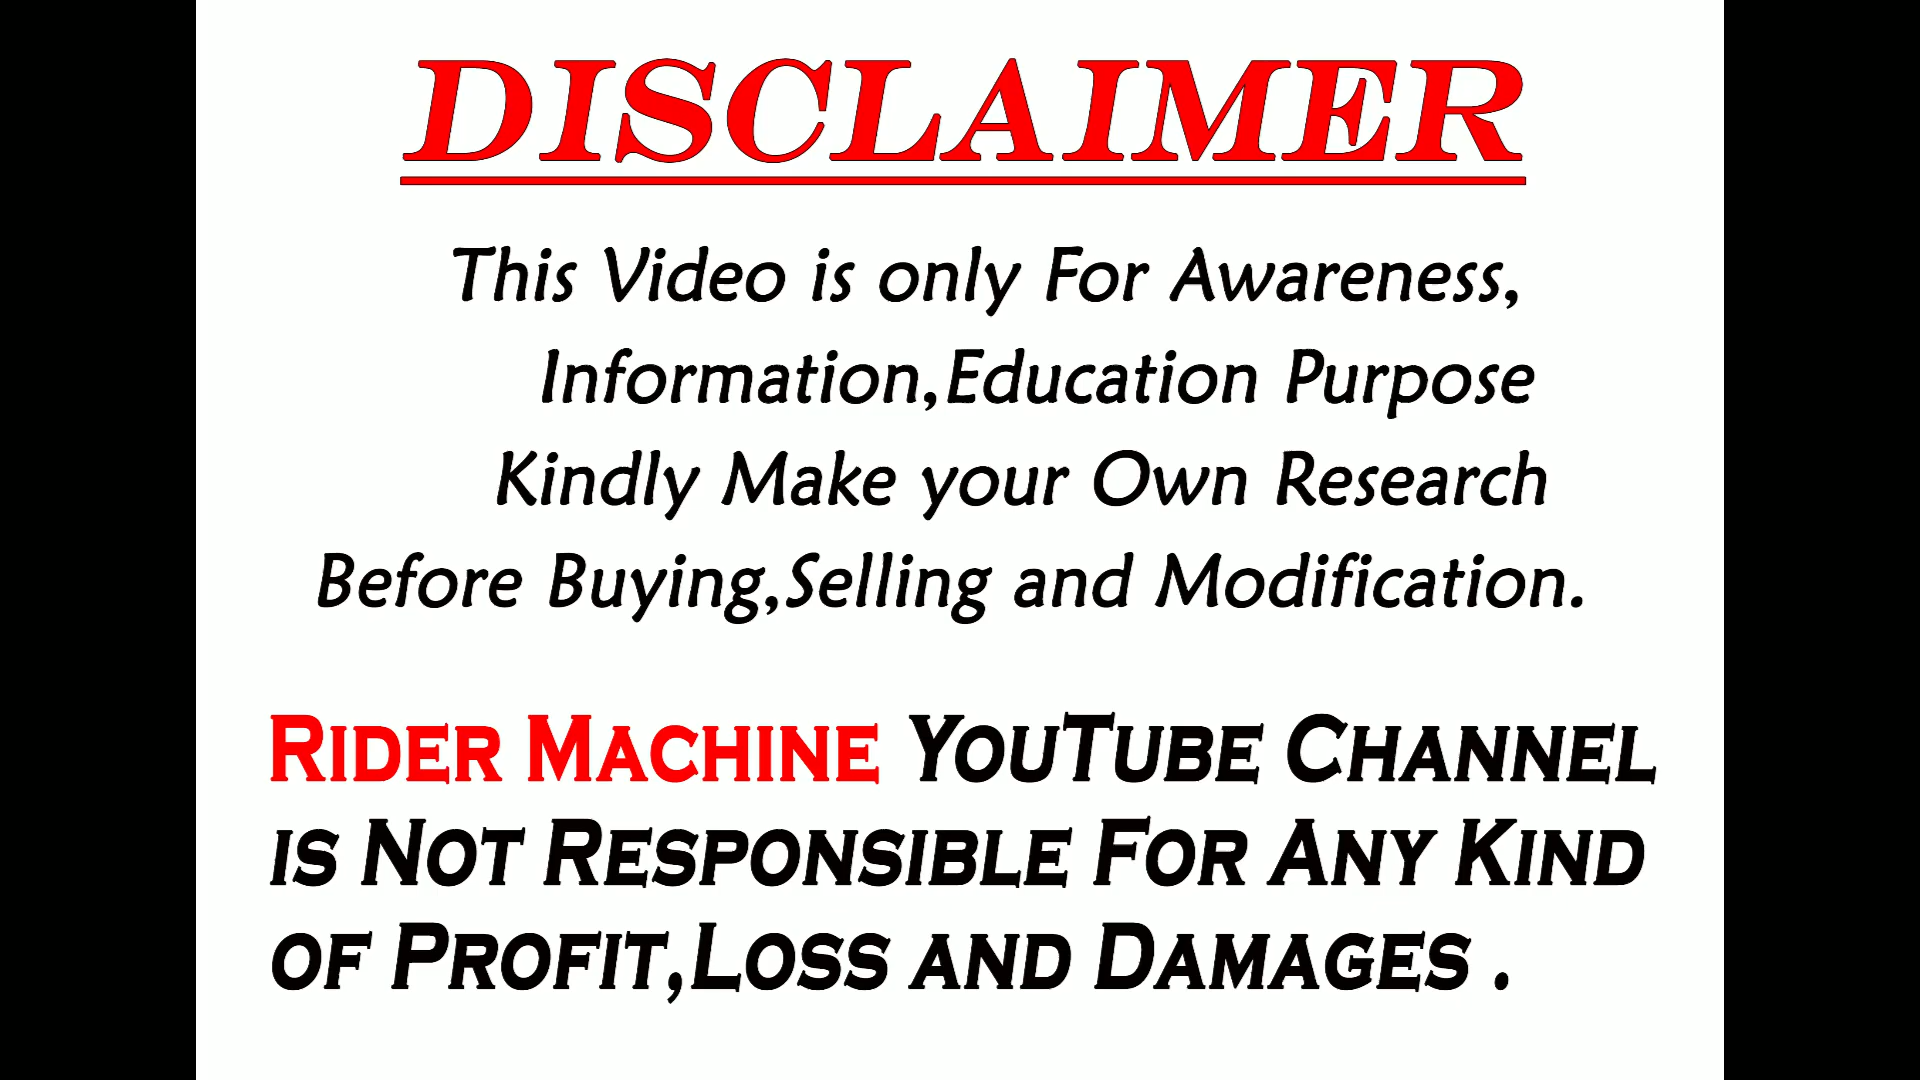 DISCLAIMER
This Video is only For Awareness,
Information,Education Purpose
Kindly Make your Own Research
Before Buying,Selling and Modification.
RIDER MACHINE YOUTUBE CHANNEL
IS NOT RESPONSIBLE FOR ANY KIND
OF PROFIT,LOSS AND DAMAGES .